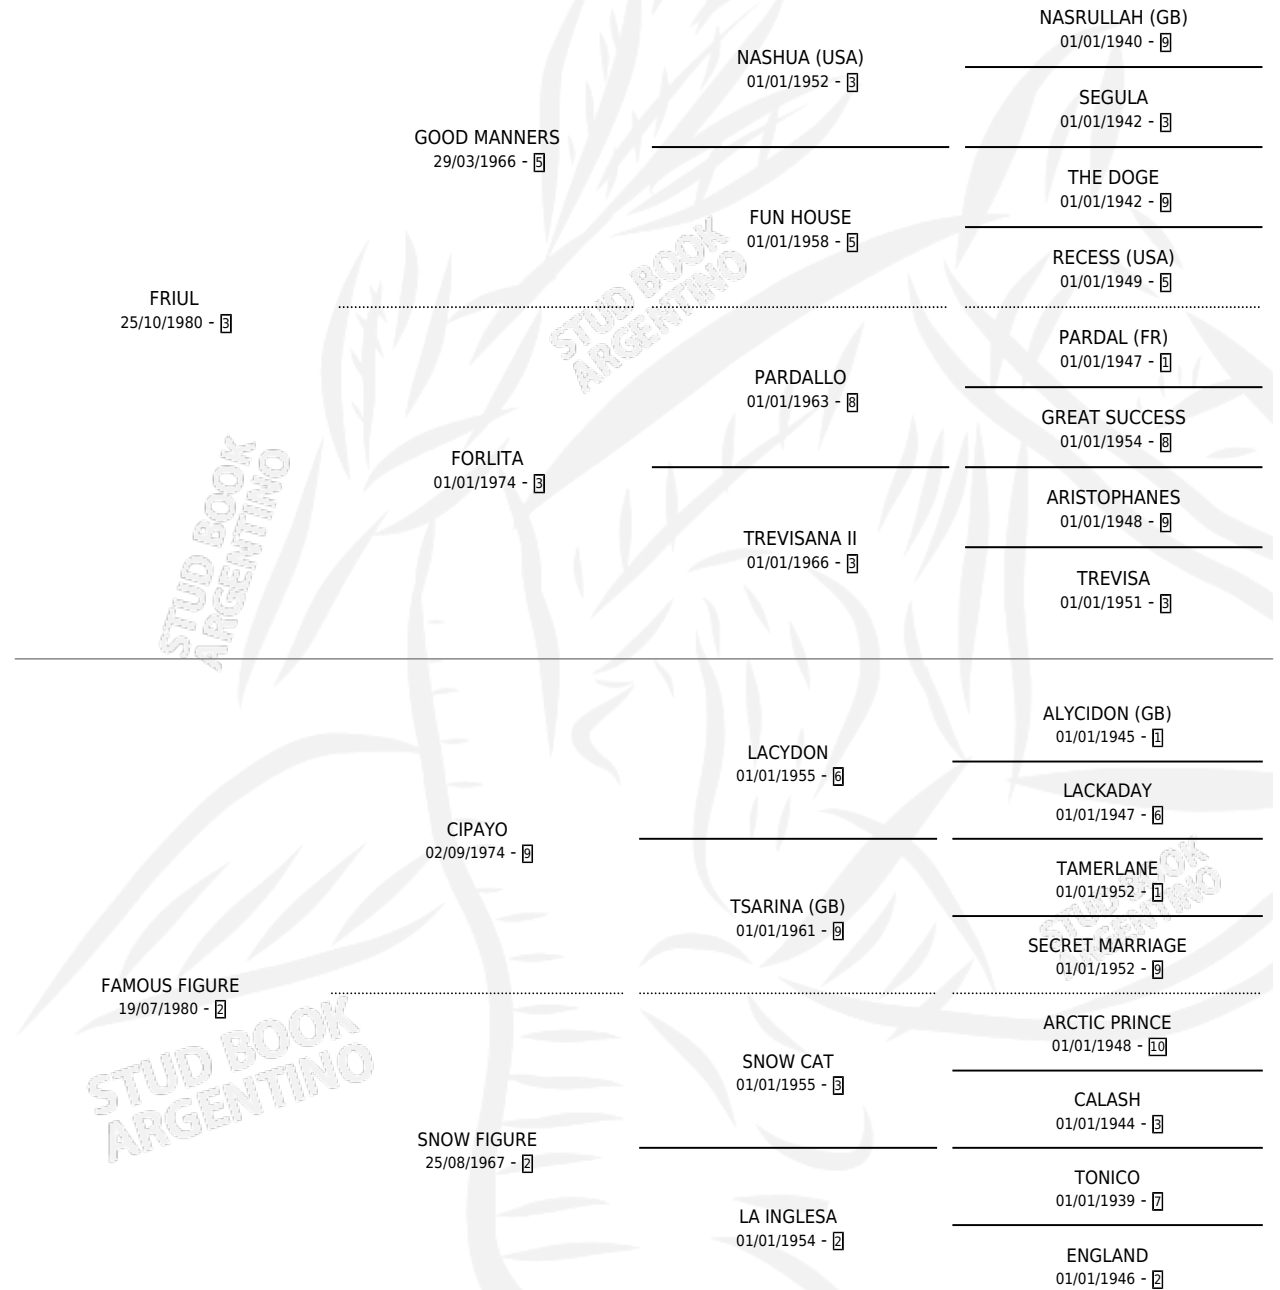 NASRULLAH (GB)
01/01/1940 - 9
NASHUA (USA)
01/01/1952 - 3
SEGULA
01/01/1942 - 3
GOOD MANNERS
29/03/1966 - 5
THE DOGE
01/01/1942 - 9
FUN HOUSE
01/01/1958 - 5
RECESS (USA)
01/01/1949 - 5
FRIUL
25/10/1980 - 3
PARDAL (FR)
01/01/1947 - 1
PARDALLO
01/01/1963 - 8
GREAT SUCCESS
01/01/1954 - 8
FORLITA
01/01/1974 - 3
ARISTOPHANES
01/01/1948 - 9
TREVISANA II
01/01/1966 - 3
TREVISA
01/01/1951 - 3
ALYCIDON (GB)
01/01/1945 - 1
LACYDON
01/01/1955 - 6
LACKADAY
01/01/1947 - 6
CIPAYO
02/09/1974 - 9
TAMERLANE
01/01/1952 - 1
TSARINA (GB)
01/01/1961 - 9
SECRET MARRIAGE
01/01/1952 - 9
FAMOUS FIGURE
19/07/1980 - 2
ARCTIC PRINCE
01/01/1948 - 10
SNOW CAT
01/01/1955 - 3
CALASH
01/01/1944 - 3
SNOW FIGURE
25/08/1967 - 2
TONICO
01/01/1939 - 7
LA INGLESA
01/01/1954 - 2
ENGLAND
01/01/1946 - 2
STUD BOOK
ARGENTINO
STUD BOOK
ARGENTINO
STUD BOOK
ARGENTINO
STUD BOOK
ARGENTINO